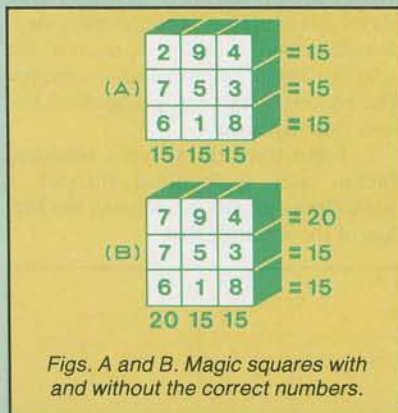 2 9 4 = 15
(A) 7 5 3 = 15
6 1 8 = 15
15 15 15
7 9 4 = 20
(B) 7 5 3 = 15
6 1 8 = 15
20 15 15
Figs. A and B. Magic squares with
and without the correct numbers.